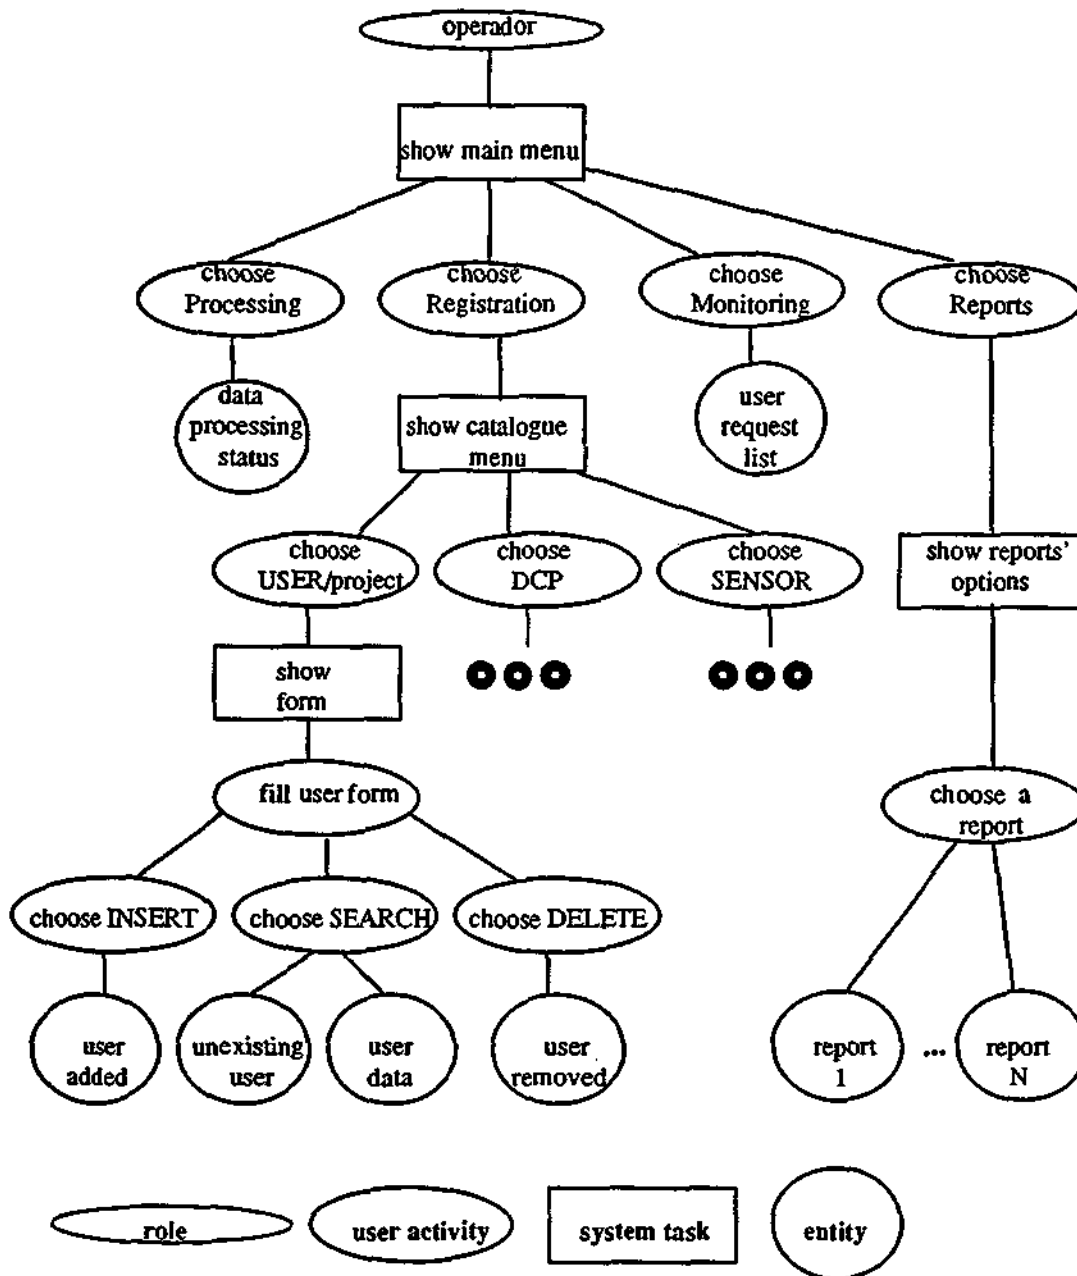 operador
show main menu
choose
Processing
choose
Registration
choose
Monitoring
choose
Reports
data
processing
status
show catalogue
menu
user
request
list
choose
USER/project
choose
DCP
choose
SENSOR
show reports'
options
show
form
fill user form
choose a
report
choose INSERT
choose SEARCH
choose DELETE
user
added
unexisting
user
user
data
user
removed
report
1
...
report
N
role
user activity
system task
entity